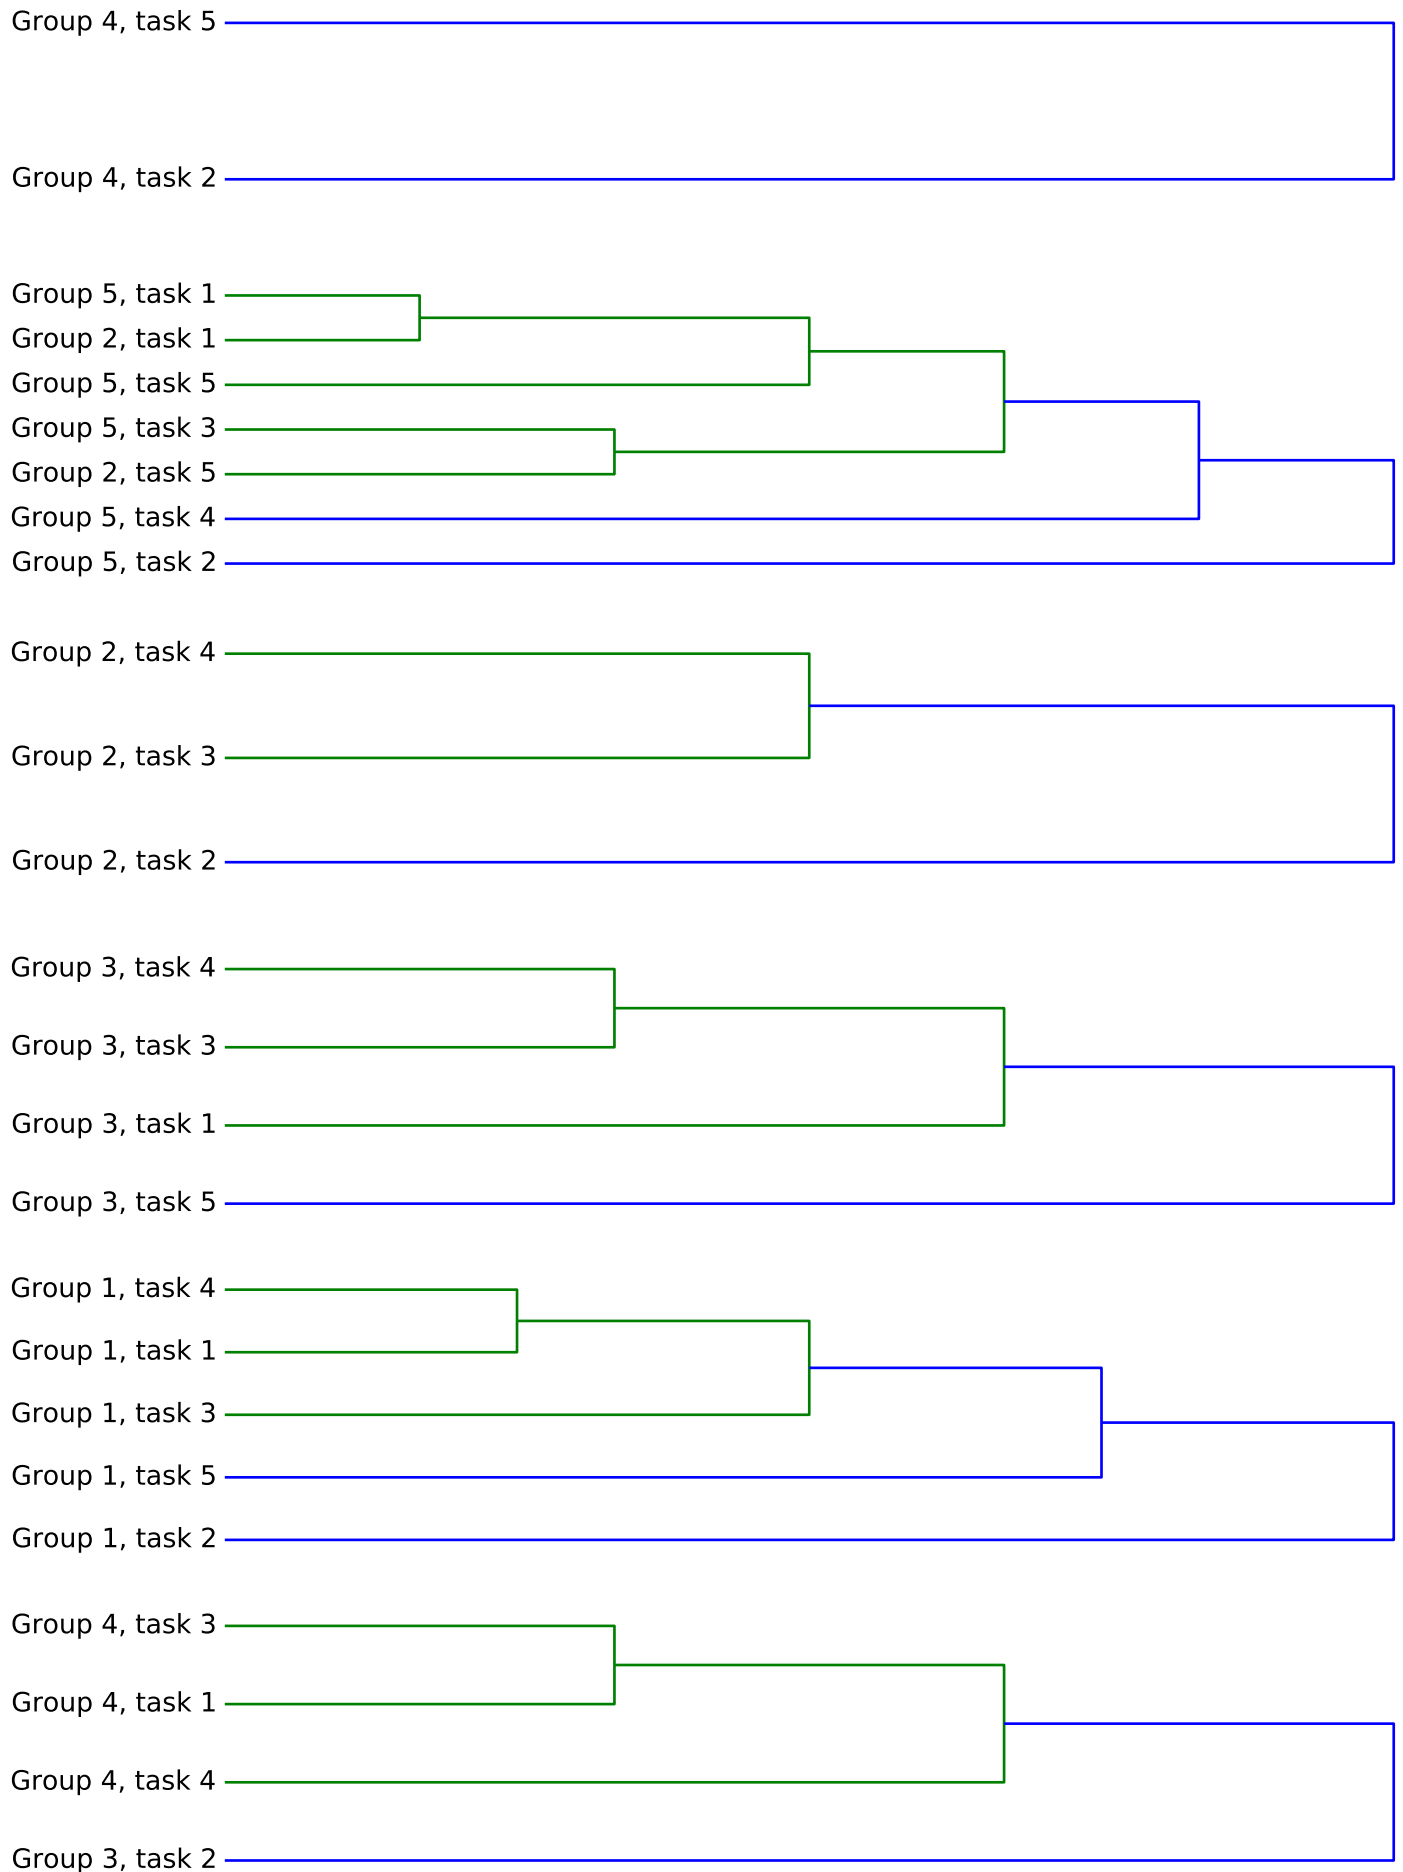 Group 4, task 5
Group 4, task 2
Group 5, task 1
Group 2, task 1
Group 5, task 5
Group 5, task 3
Group 2, task 5
Group 5, task 4
Group 5, task 2
Group 2, task 4
Group 2, task 3
Group 2, task 2
Group 3, task 4
Group 3, task 3
Group 3, task 1
Group 3, task 5
Group 1, task 4
Group 1, task 1
Group 1, task 3
Group 1, task 5
Group 1, task 2
Group 4, task 3
Group 4, task 1
Group 4, task 4
Group 3, task 2